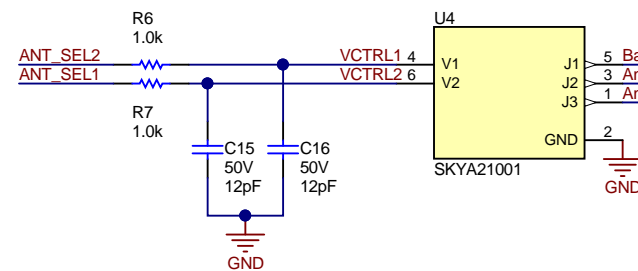 R6
1.0k
U4
ANT_SEL2
VCTRL1 4
V1
J1
5
ANT_SEL1
VCTRL2 6
V2
J2
3
J3
1
R7
1.0k
GND
2
C15
50V
12pF
C16
50V
12pF
SKYA21001
GND
GND